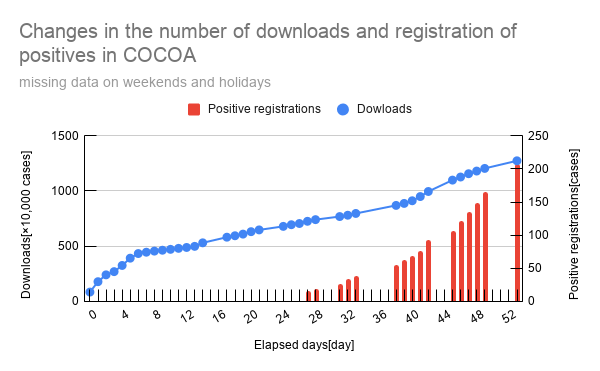 Changes in the number of downloads and registration of
positives in COCOA
missing data on weekends and holidays
Positive registrations
Dowloads
1500
1000
500
0
250
200
150
100
50
0
Downloads[×10,000 cases]
Positive registrations[cases]
0 4 8 12 16 20 24 28 32 36 40 44 48 52
Elapsed days[day]